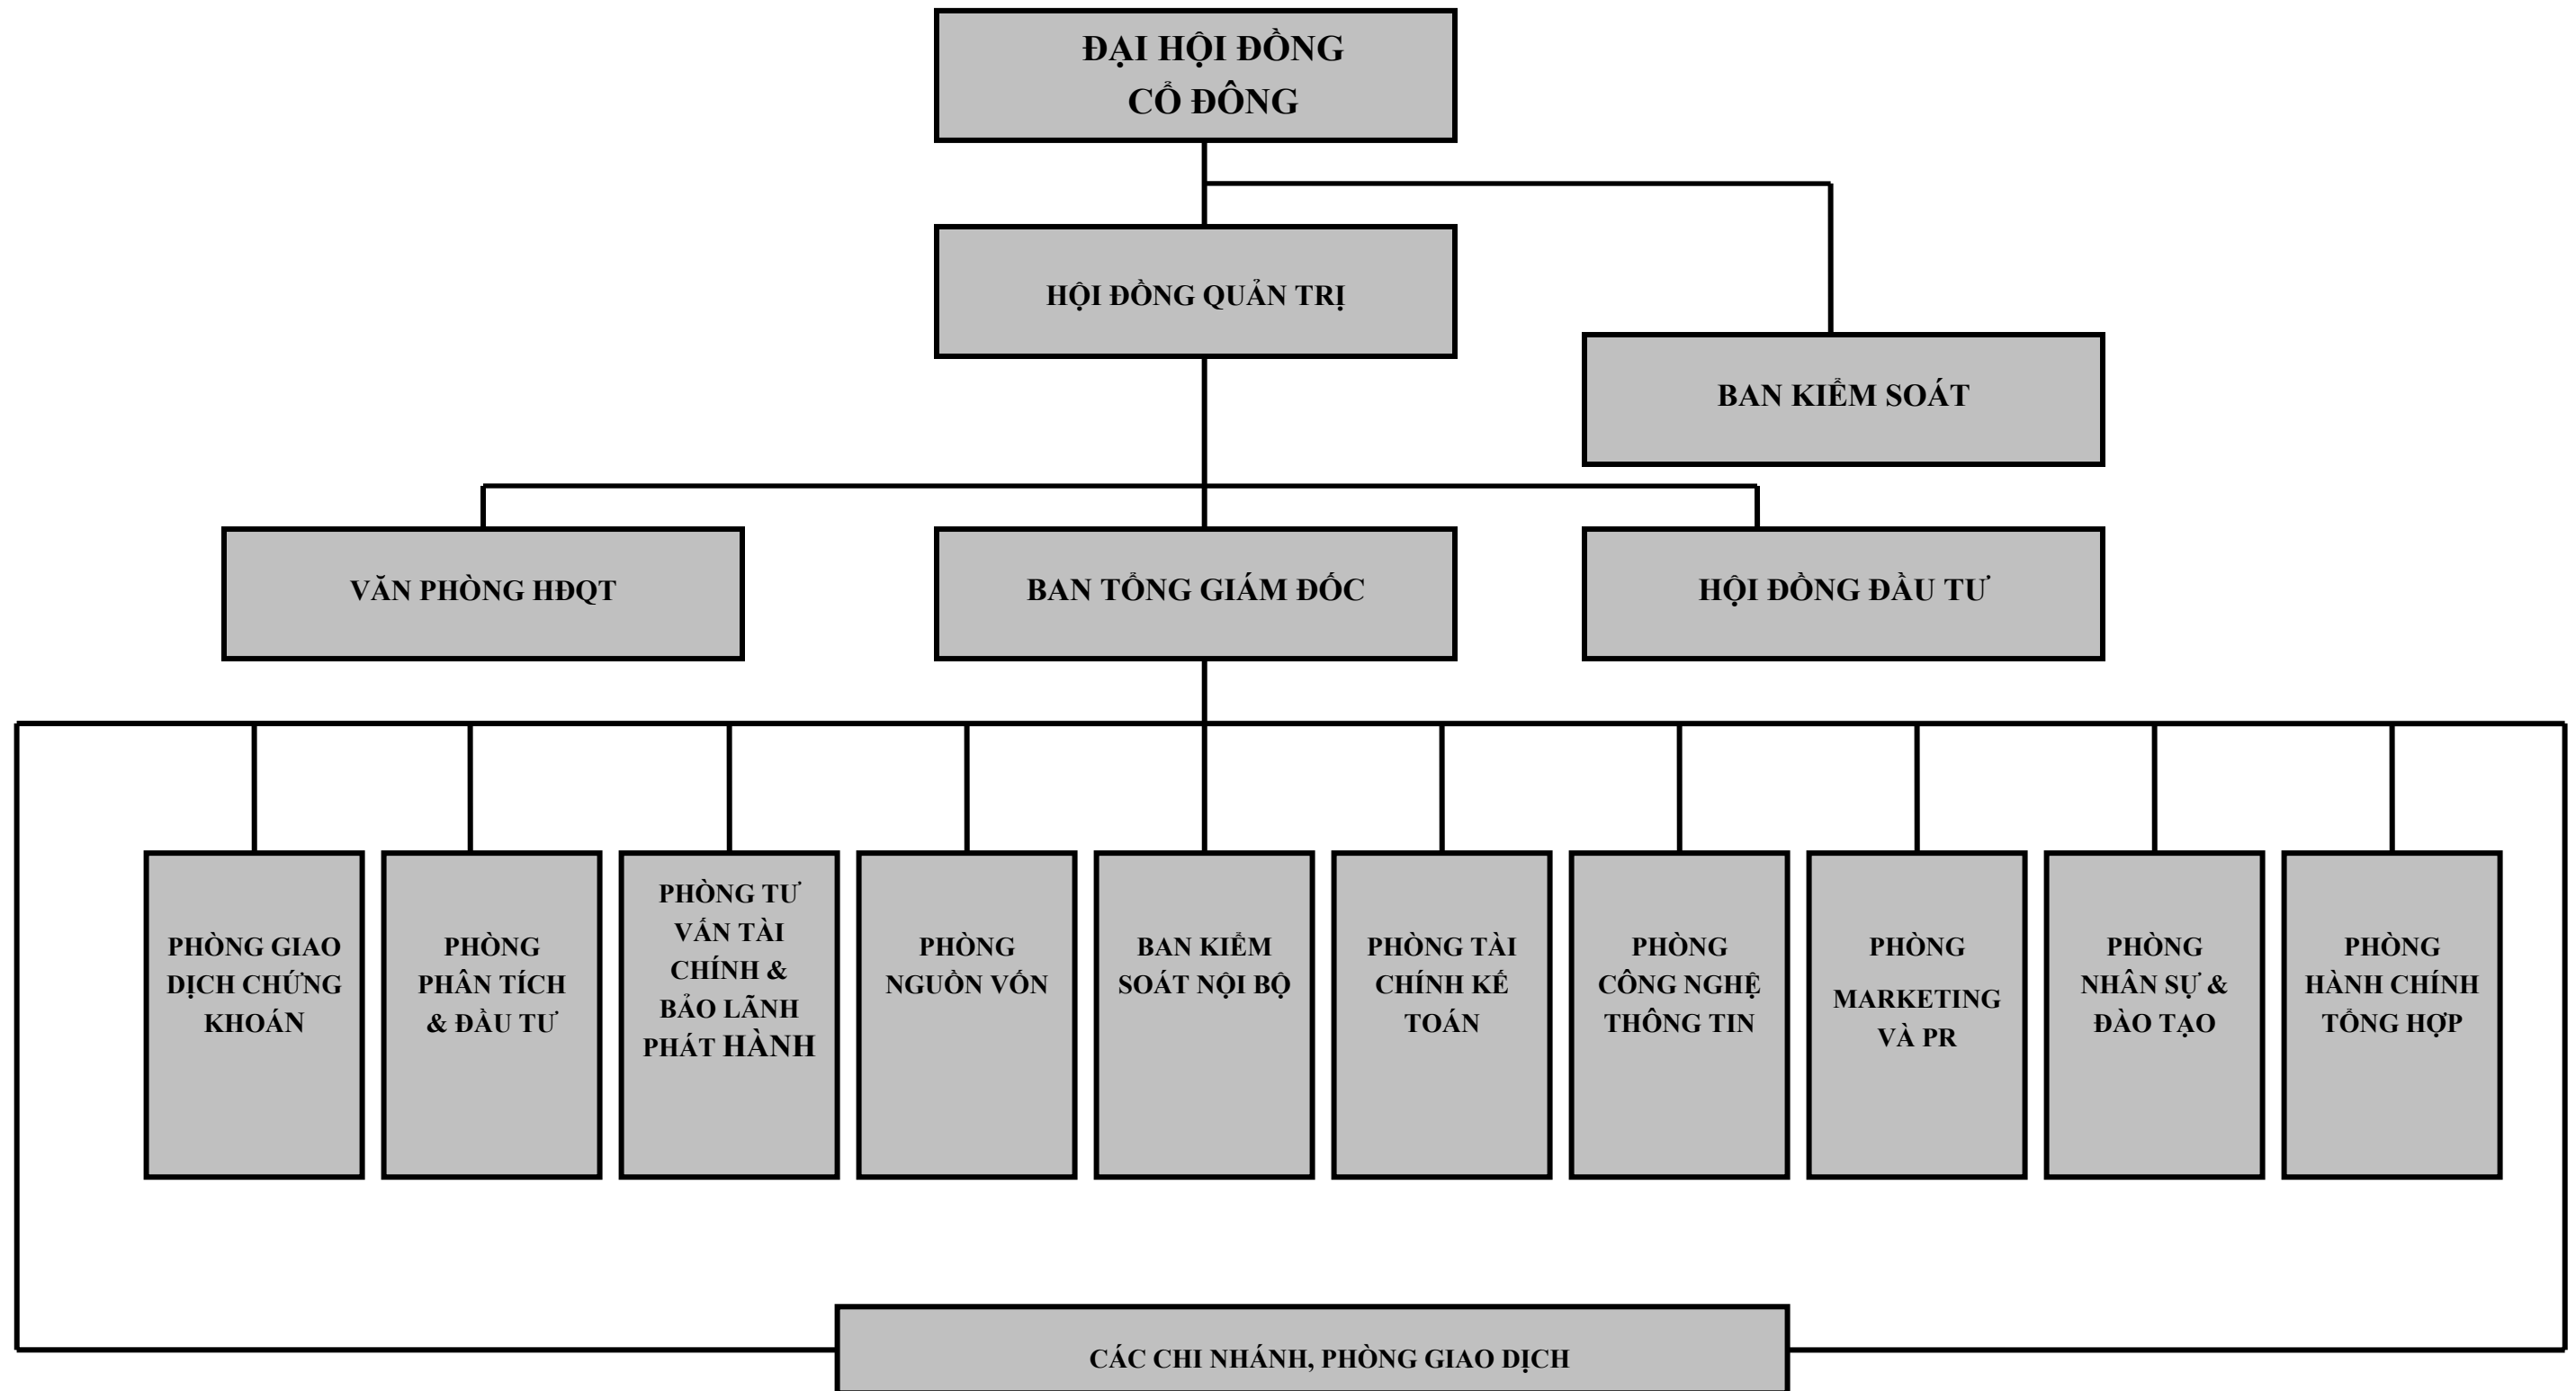 ĐẠI HỘI ĐỒNG
CỔ ĐÔNG
HỘI ĐỒNG QUẢN TRỊ
BAN KIỂM SOÁT
VĂN PHÒNG HĐQT
BAN TỔNG GIÁM ĐỐC
HỘI ĐỒNG ĐẦU TƯ
PHÒNG GIAO
DỊCH CHỨNG
KHOÁN
PHÒNG
PHÂN TÍCH
& ĐẦU TƯ
PHÒNG TƯ
VẤN TÀI
CHÍNH &
BẢO LÃNH
PHÁT HÀNH
PHÒNG
NGUỒN VỐN
BAN KIỂM
SOÁT NỘI BỘ
PHÒNG TÀI
CHÍNH KẾ
TOÁN
PHÒNG
CÔNG NGHỆ
THÔNG TIN
PHÒNG
MARKETING
VÀ PR
PHÒNG
NHÂN SỰ &
ĐÀO TẠO
PHÒNG
HÀNH CHÍNH
TỔNG HỢP
CÁC CHI NHÁNH, PHÒNG GIAO DỊCH